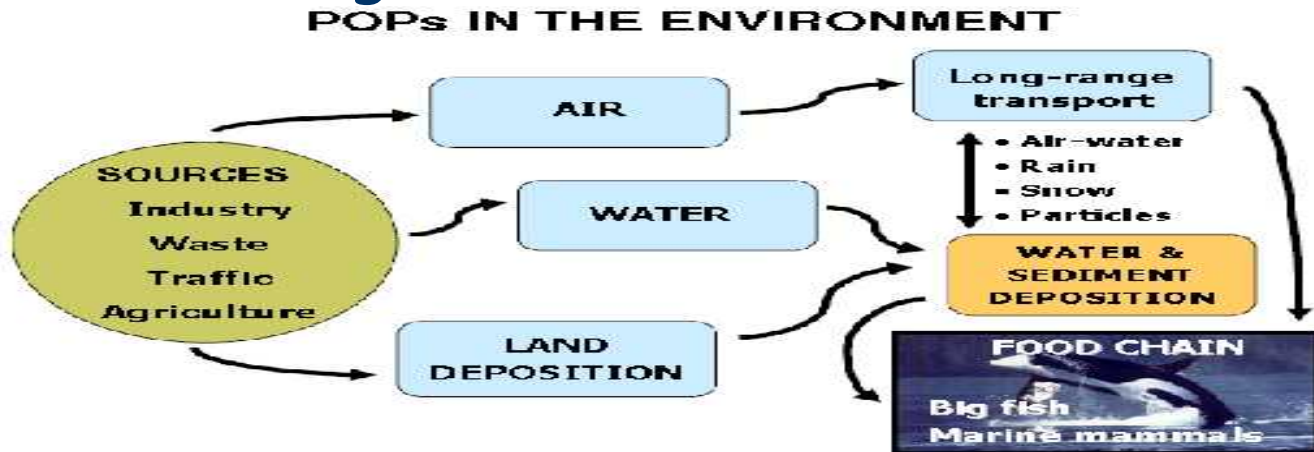 POPs IN THE ENVIRONMENT
AIR
Long-range
transport
• Air-water
• Rain
• Snow
• Particles
SOURCES
Industry
Waste
Traffic
Agriculture
WATER
WATER &
SEDIMENT
DEPOSITION
LAND
DEPOSITION
FOOD CHAIN
Big fish
Marine mammals